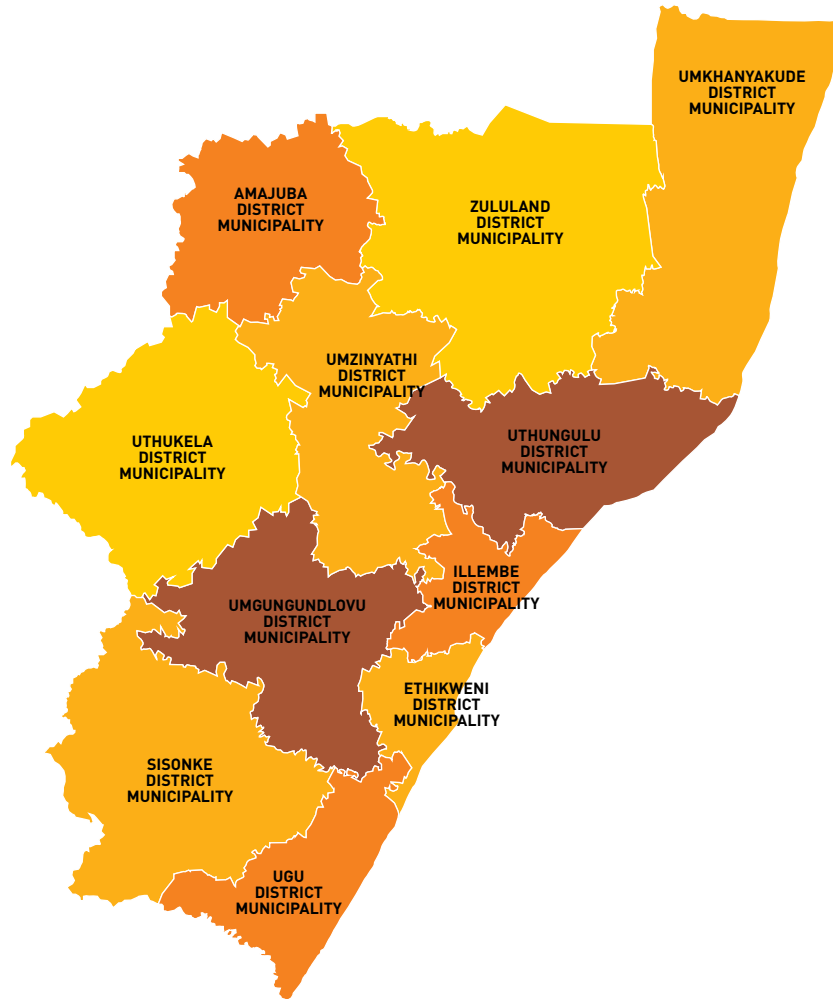 UMKHANYAKUDE
DISTRICT
MUNICIPALITY
AMAJUBA
DISTRICT
MUNICIPALITY
ZULULAND
DISTRICT
MUNICIPALITY
UMZINYATHI
DISTRICT
MUNICIPALITY
UTHUKELA
DISTRICT
MUNICIPALITY
UTHUNGULU
DISTRICT
MUNICIPALITY
ILLEMBE
DISTRICT
MUNICIPALITY
UMGUNGUNDLOVU
DISTRICT
MUNICIPALITY
ETHIKWENI
DISTRICT
MUNICIPALITY
SISONKE
DISTRICT
MUNICIPALITY
UGU
DISTRICT
MUNICIPALITY